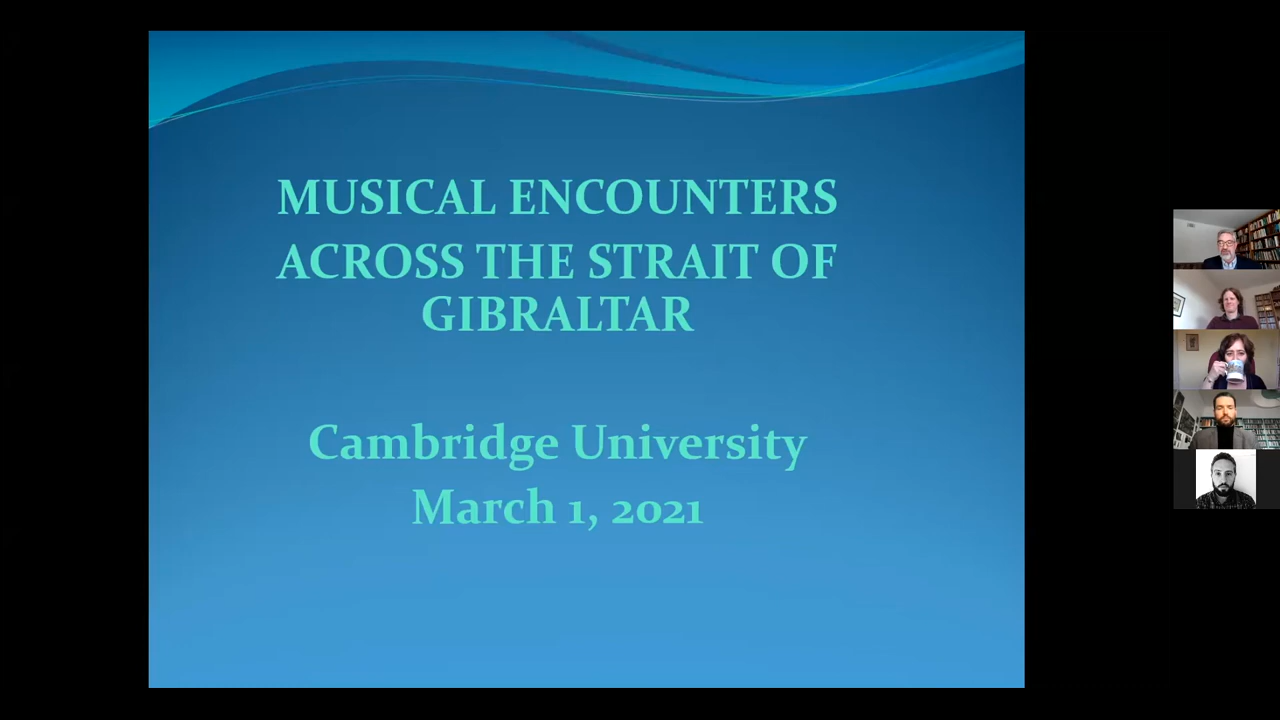 MUSICAL ENCOUNTERS
ACROSS THE STRAIT OF
GIBRALTAR
Cambridge University
March 1, 2021